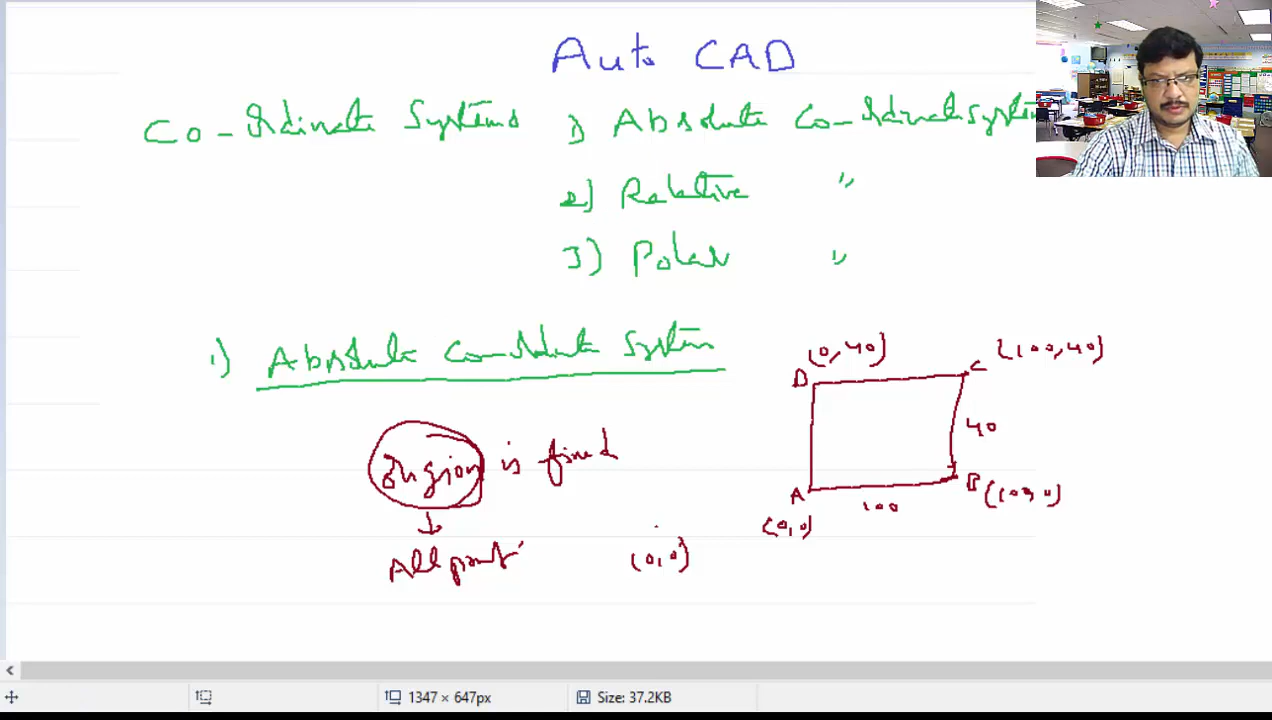 Auto CAD
Co-ordinate Systems 1) Absolute Co-ordinate System
2) Relative "
3) Polar "
1) Absolute Co-ordinate System
D (0,40) C (100,40)
40
Origion is fixed
A B (100,0)
100
(0,0)
All point
(0,0)
1347 × 647px Size: 37.2KB